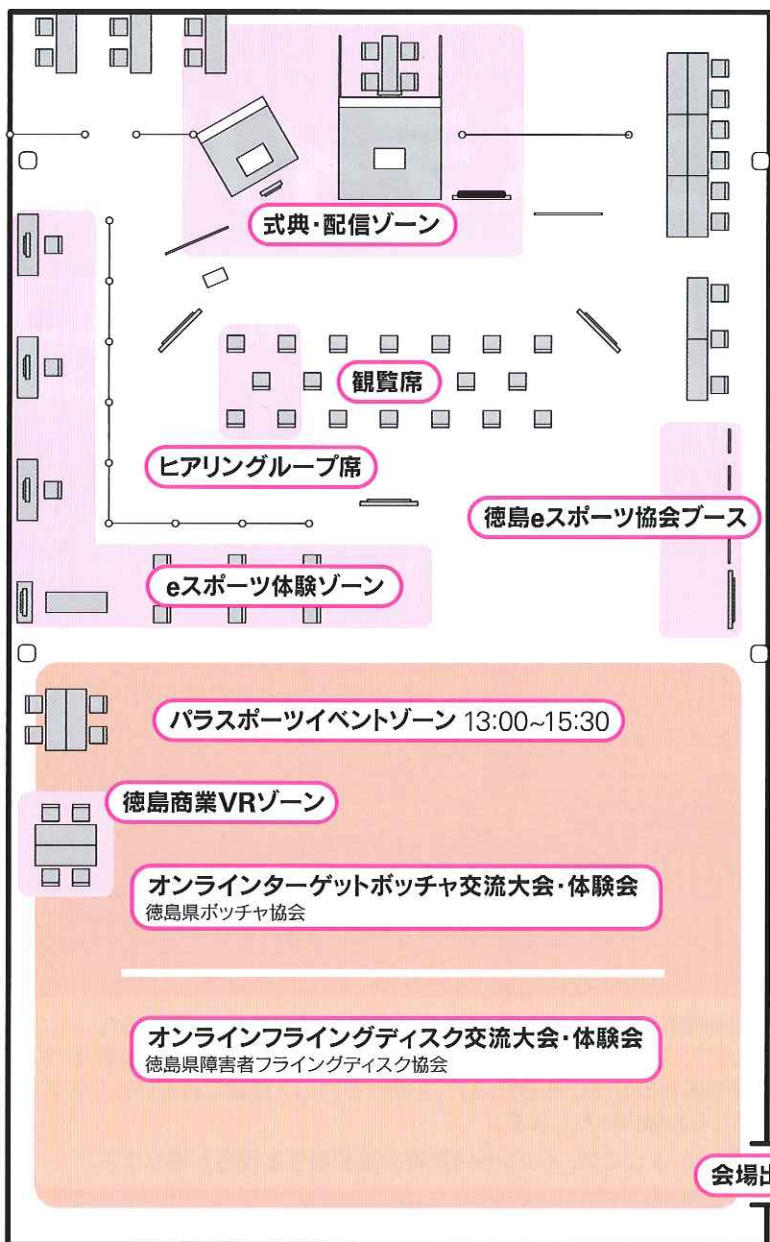 式典・配信ゾーン
観覧席
ヒアリングループ席
徳島eスポーツ協会ブース
eスポーツ体験ゾーン
パラスポーツイベントゾーン 13:00~15:30
徳島商業VRゾーン
オンラインターゲットボッチャ交流大会・体験会
徳島県ボッチャ協会
オンラインフライングディスク交流大会・体験会
徳島県障害者フライングディスク協会
会場出